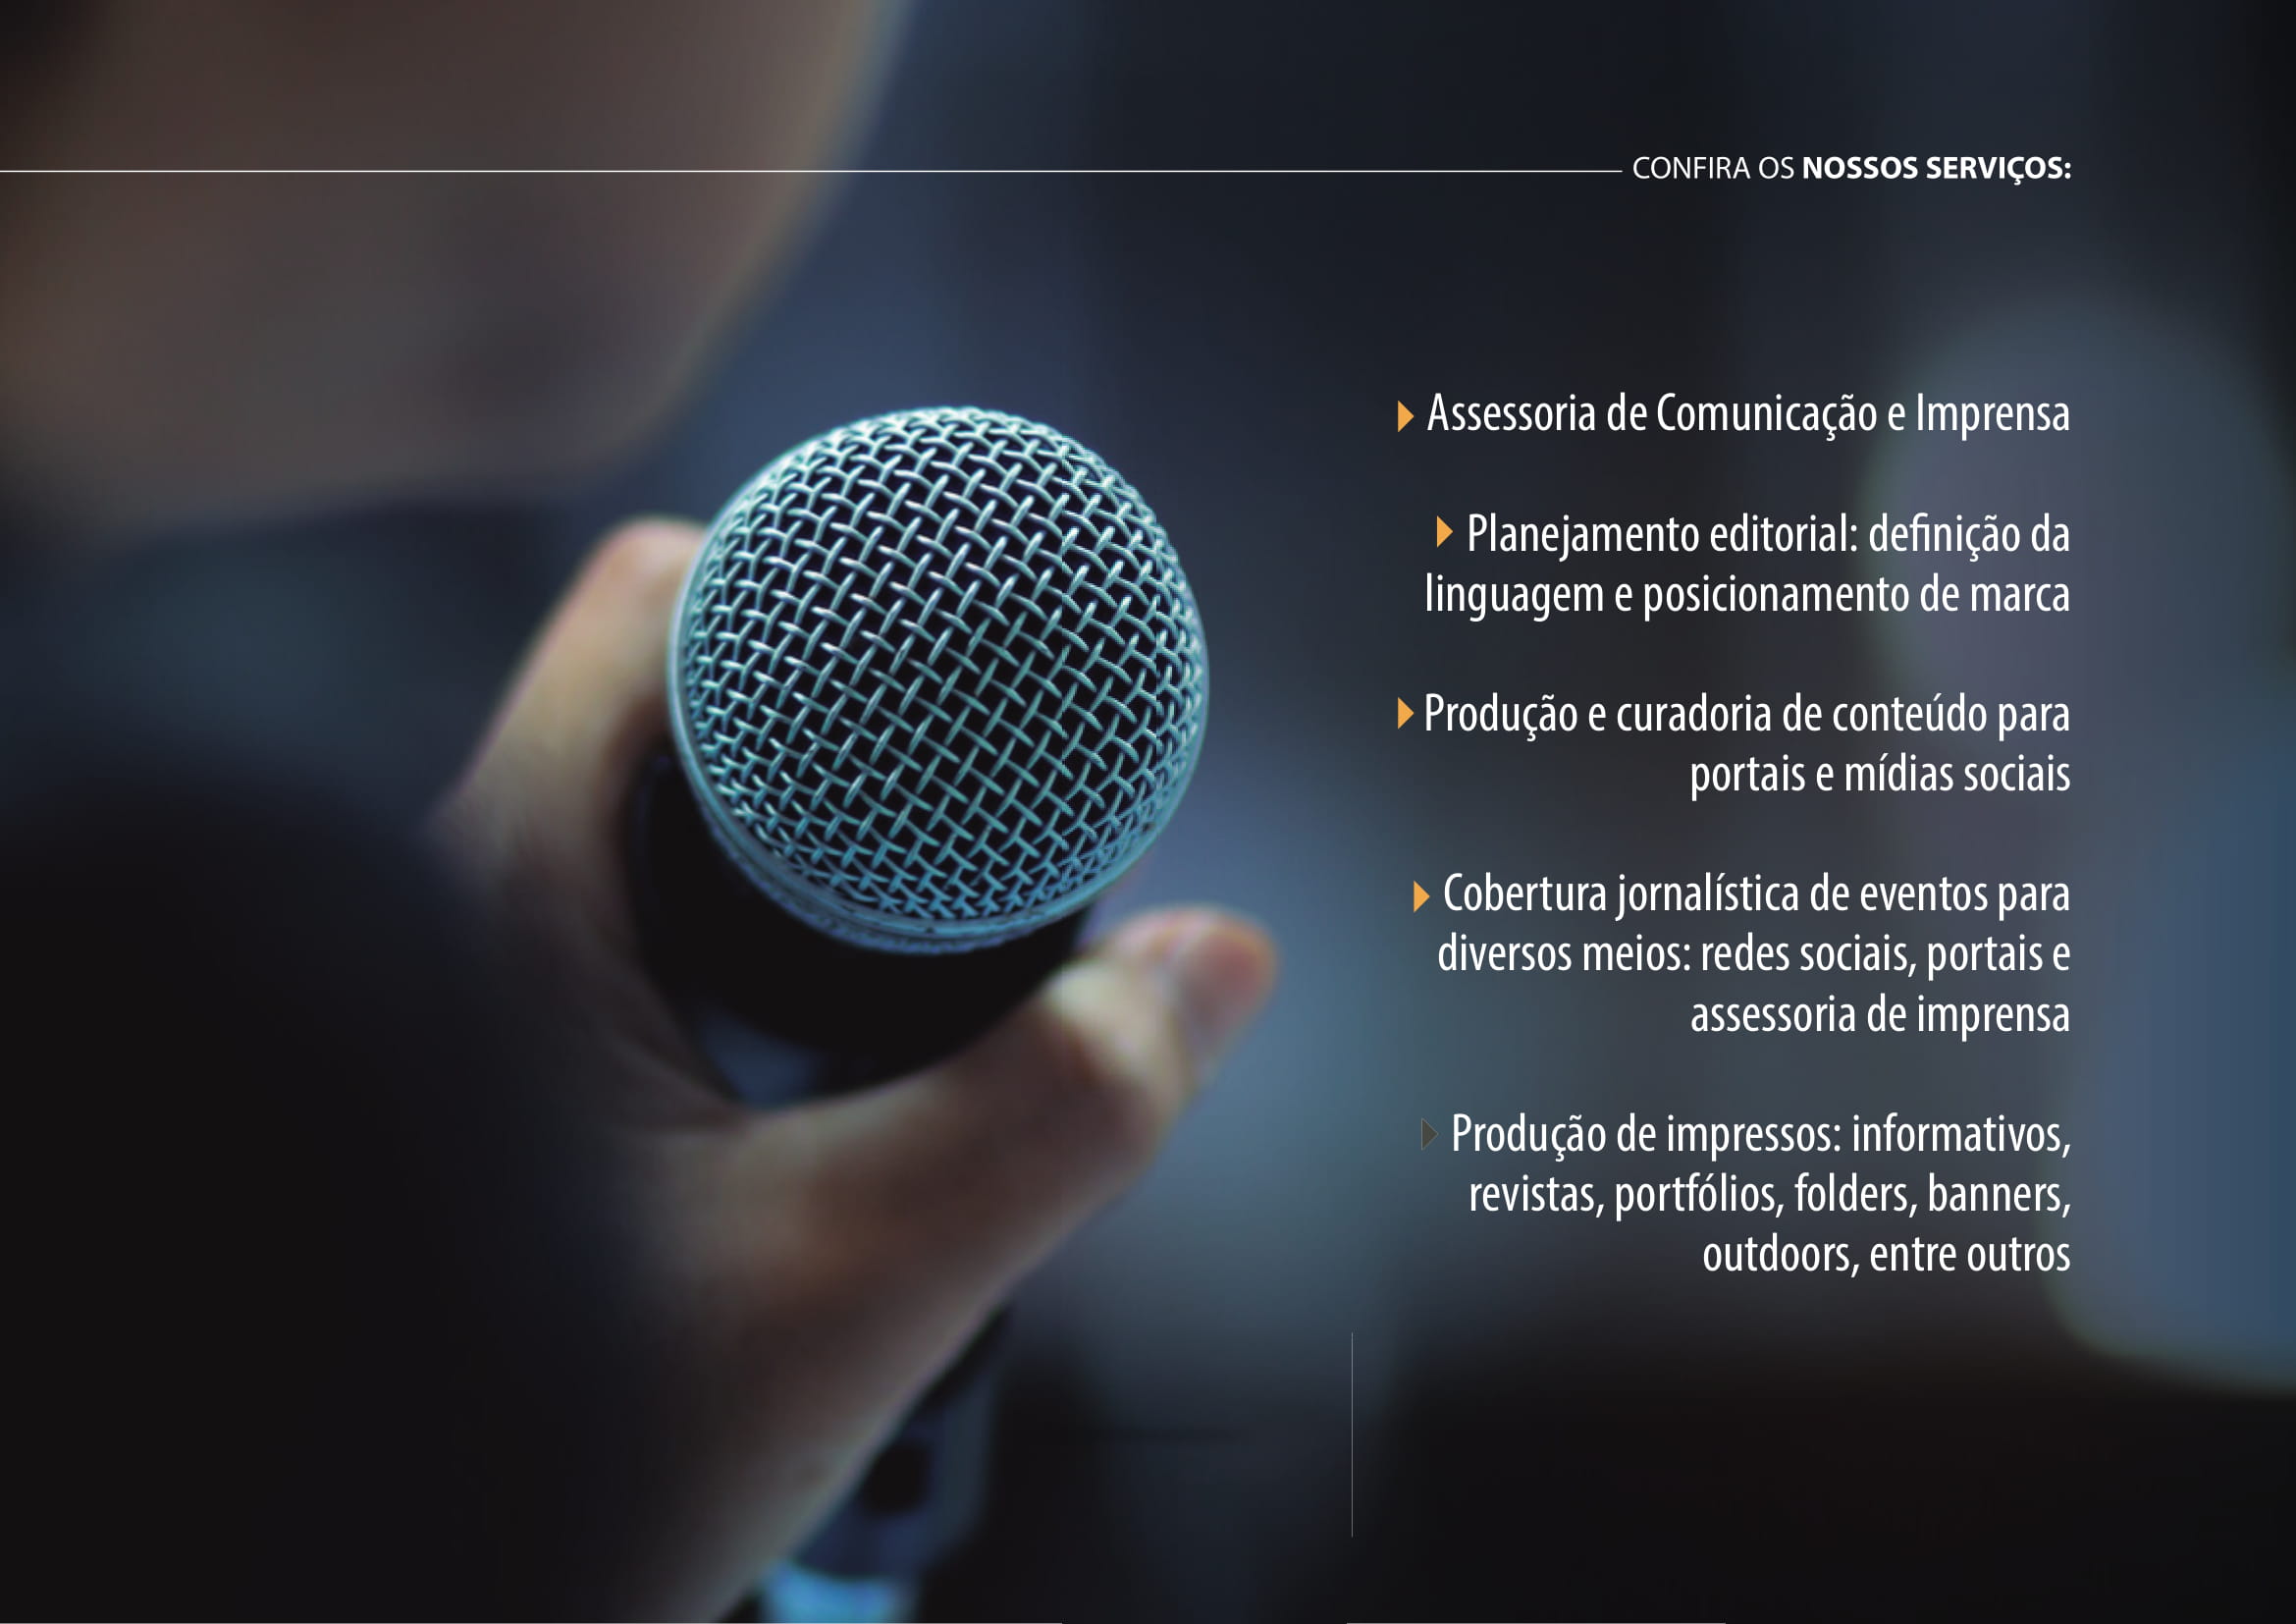 CONFIRA OS NOSSOS SERVIÇOS:
Assessoria de Comunicação e Imprensa
Planejamento editorial: definição da
linguagem e posicionamento de marca
Produção e curadoria de conteúdo para
portais e mídias sociais
Cobertura jornalística de eventos para
diversos meios: redes sociais, portais e
assessoria de imprensa
Produção de impressos: informativos,
revistas, portfólios, folders, banners,
outdoors, entre outros